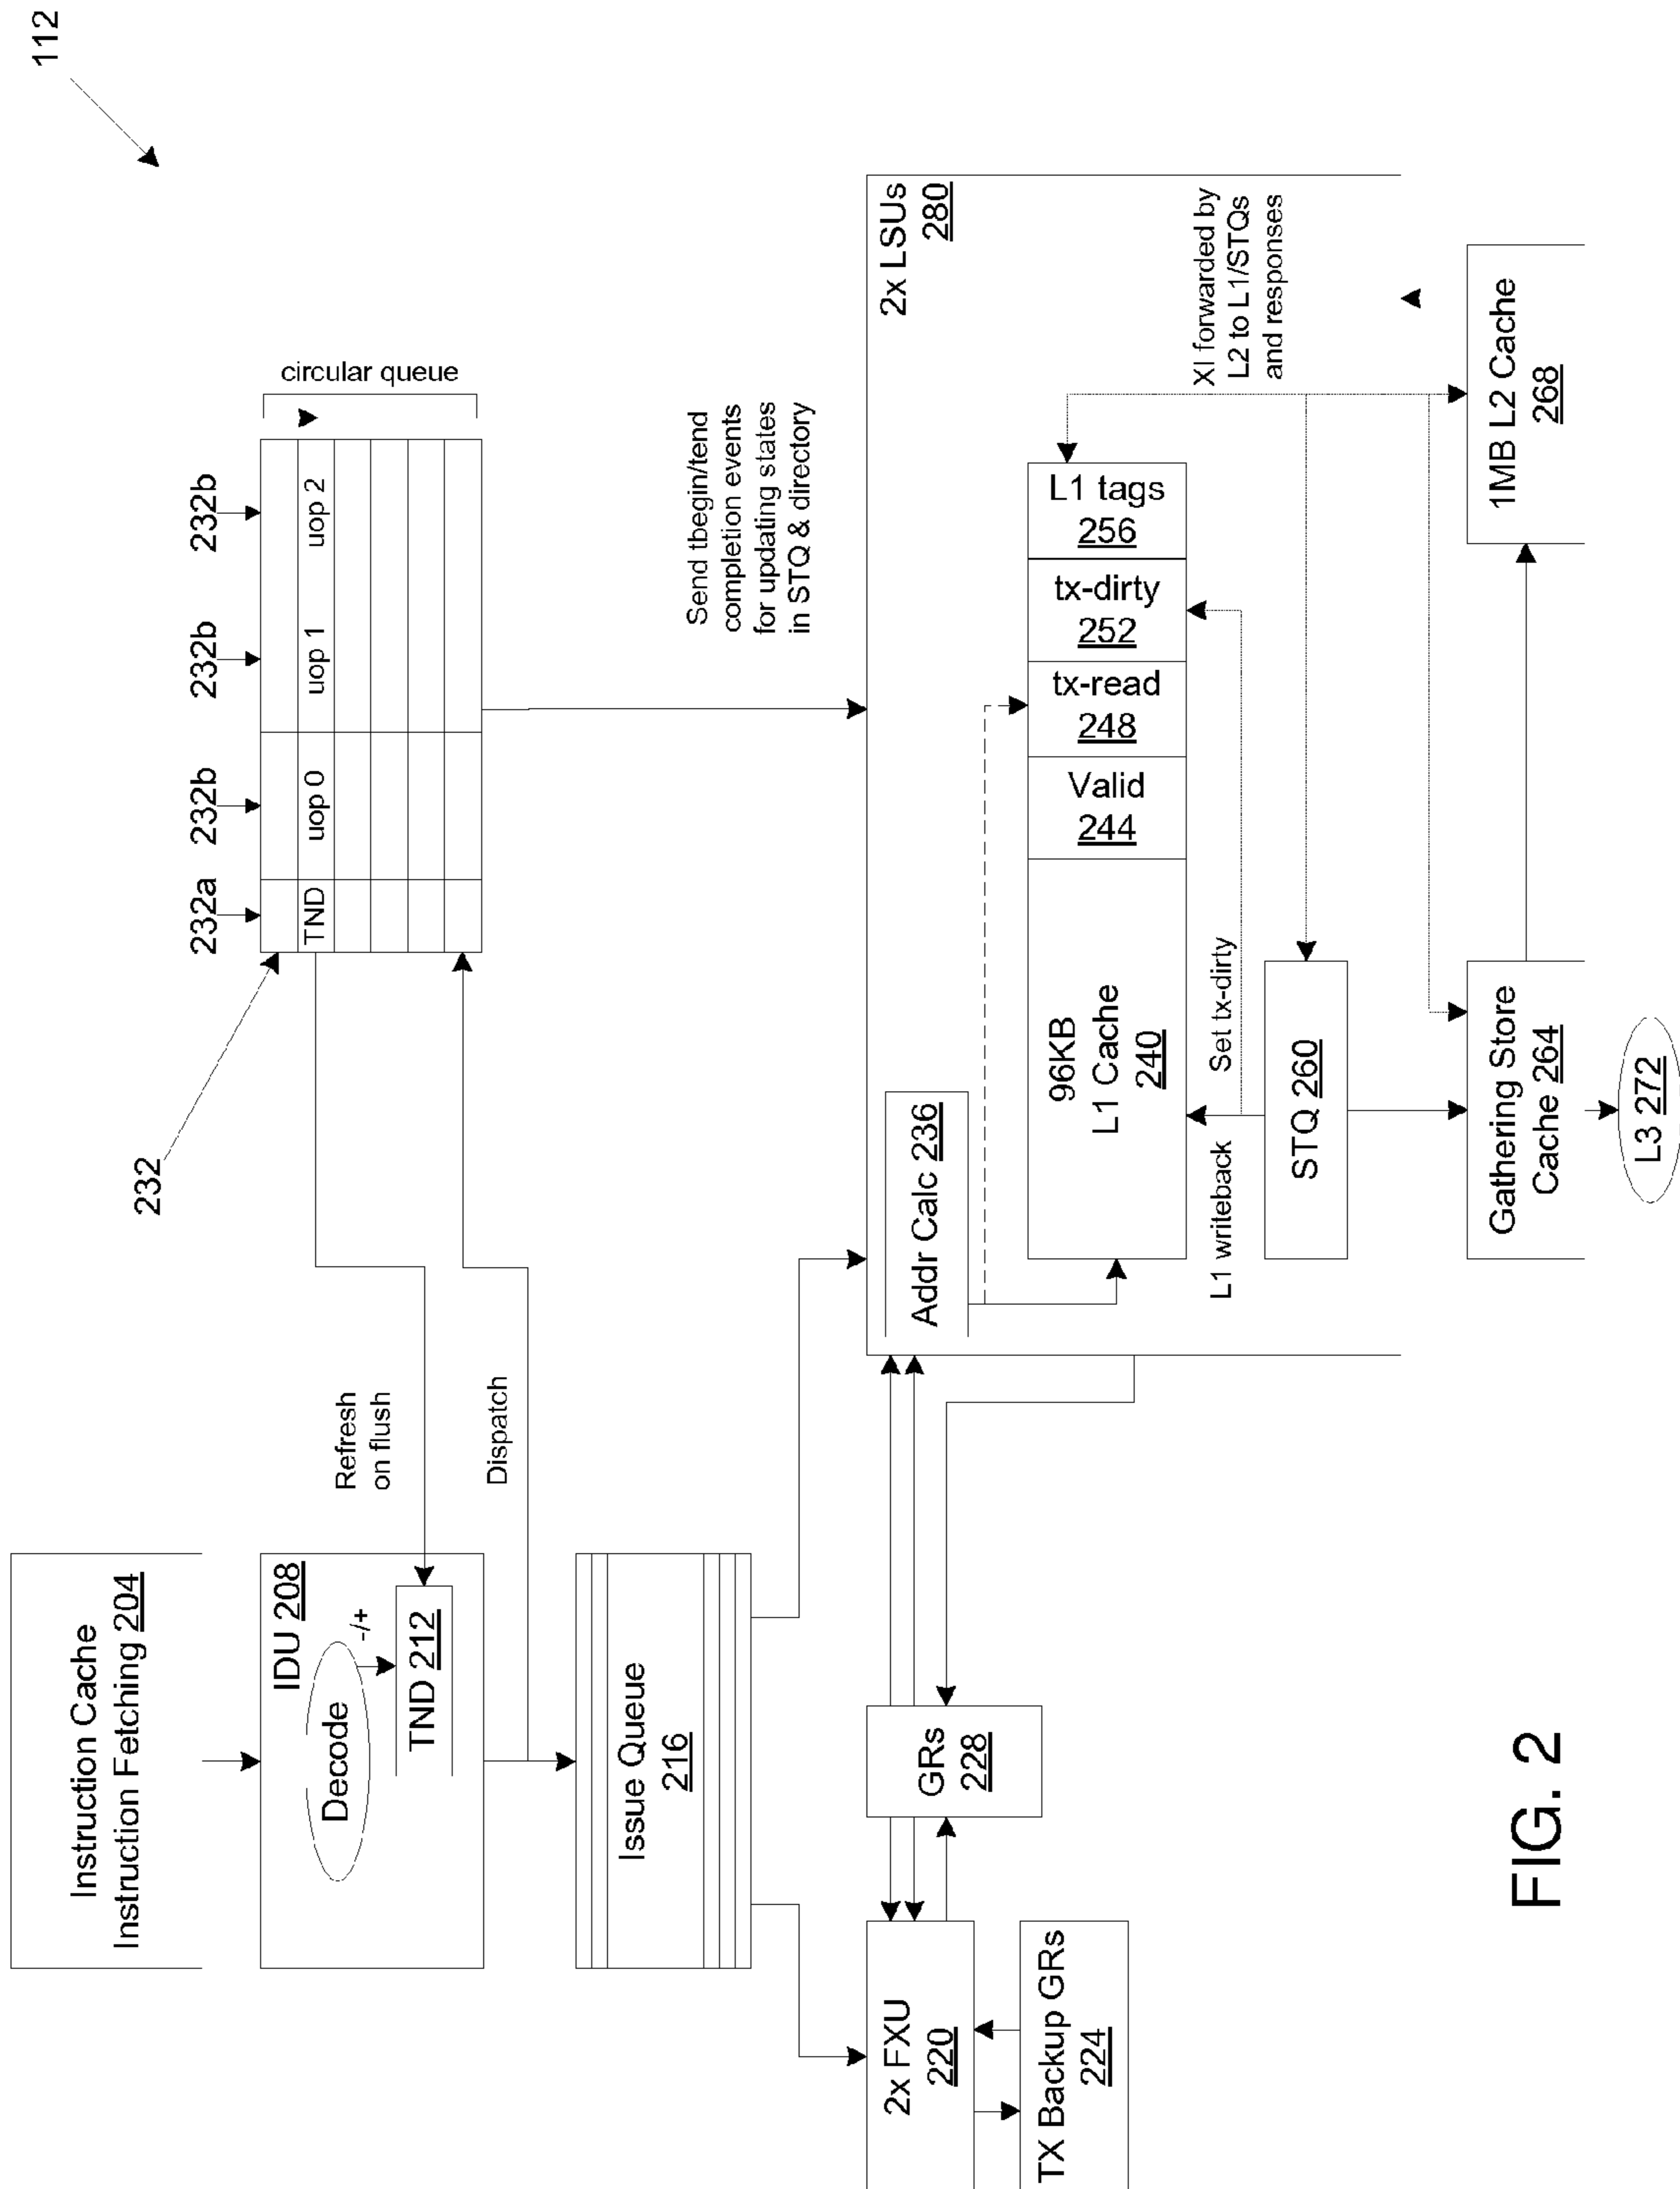 112
Instruction Cache
Instruction Fetching 204
IDU 208
Decode
-/+
TND 212
Refresh
on flush
Dispatch
232
232a
232b
232b
232b
TND
uop 0
uop 1
uop 2
circular queue
Issue Queue
216
Send tbegin/tend
completion events
for updating states
in STQ & directory
2x FXU
220
TX Backup GRs
224
GRs
228
2x LSUs
280
Addr Calc 236
96KB
L1 Cache
240
Valid
244
tx-read
248
tx-dirty
252
L1 tags
256
L1 writeback
Set tx-dirty
XI forwarded by
L2 to L1/STQs
and responses
STQ 260
Gathering Store
Cache 264
1MB L2 Cache
268
L3 272
FIG. 2